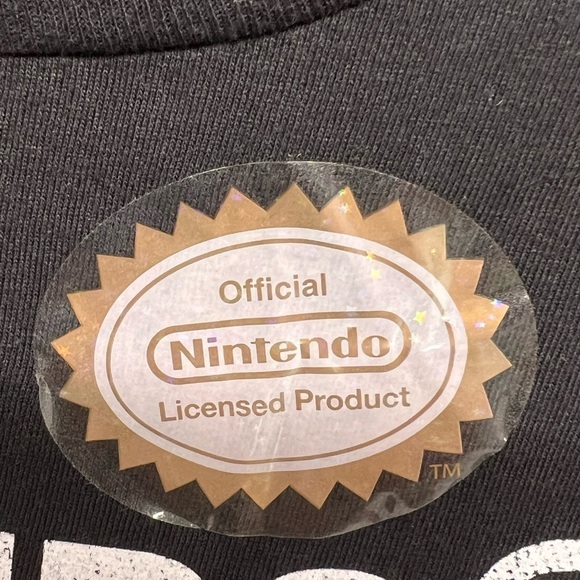 Official
Nintendo
Licensed Product
TM